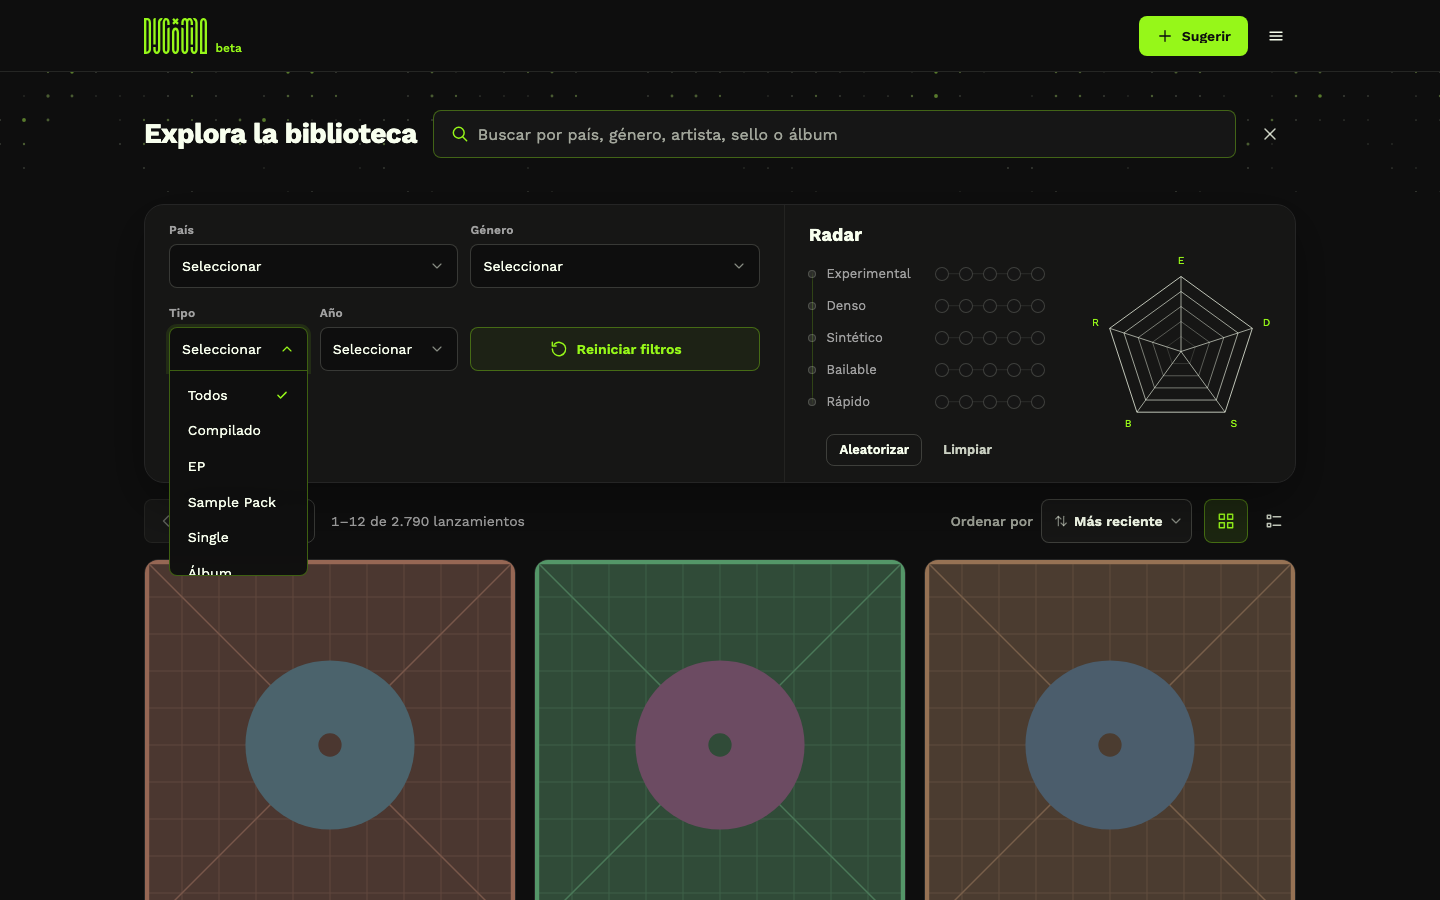 beta
Sugerir
Explora la biblioteca
Buscar por país, género, artista, sello o álbum
País
Género
Seleccionar
Seleccionar
Tipo
Año
Seleccionar
Seleccionar
Reiniciar filtros
Todos
Compilado
EP
Sample Pack
Single
Álbum
Radar
Experimental
Denso
Sintético
Bailable
Rápido
Aleatorizar
Limpiar
E
R
D
B
S
1–12 de 2.790 lanzamientos
Ordenar por
Más reciente